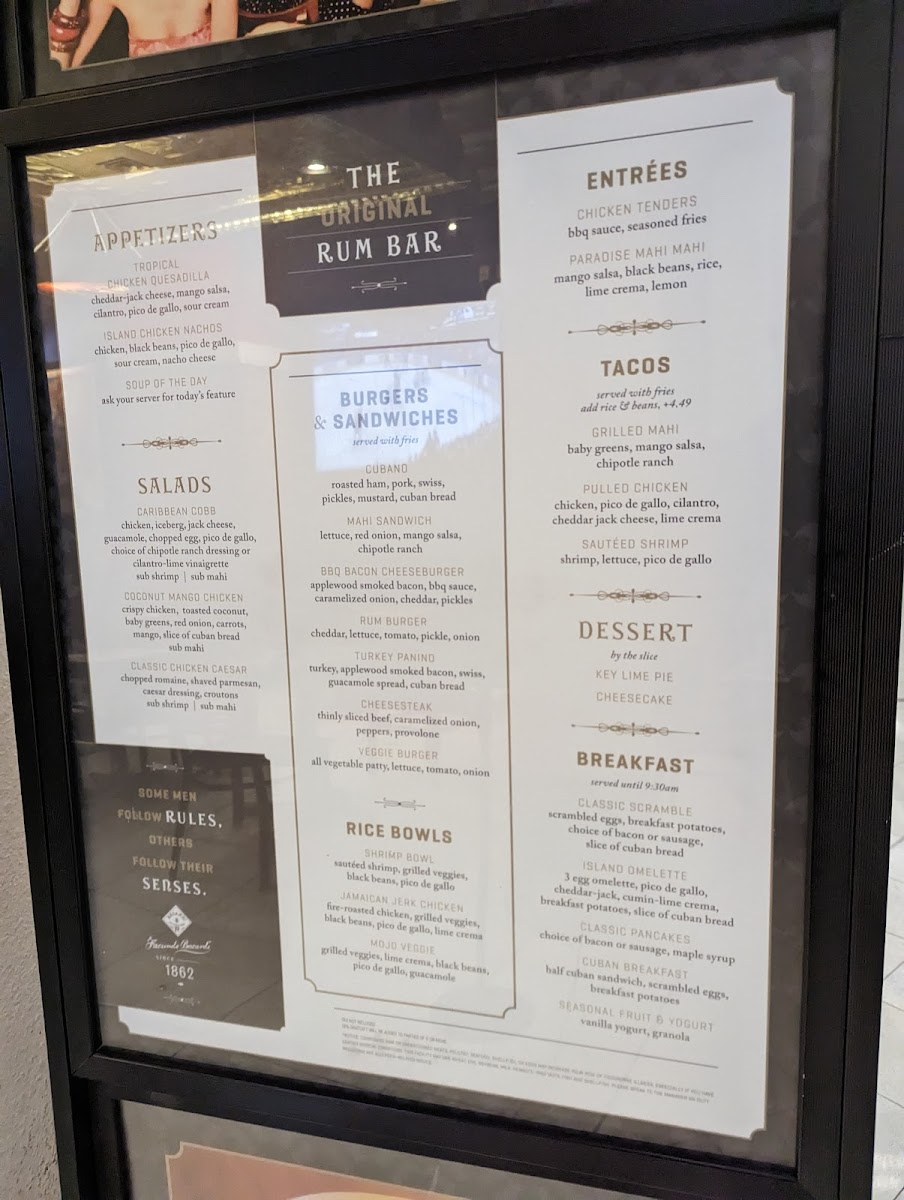 THE
ORIGINAL
RUM BAR
APPETIZERS
TROPICAL
CHICKEN QUESADILLA
cheddar-jack cheese, mango salsa,
cilantro, pico de gallo, sour cream
ISLAND CHICKEN NACHOS
chicken, black beans, pico de gallo,
sour cream, nacho cheese
SOUP OF THE DAY
ask your server for today's feature
SALADS
CARIBBEAN COBB
chicken, iceberg, jack cheese,
guacamole, chopped egg, pico de gallo,
choice of chipotle ranch dressing or
cilantro-lime vinaigrette
sub shrimp | sub mahi
COCONUT MANGO CHICKEN
crispy chicken, toasted coconut,
baby greens, red onion, carrots,
mango, slice of cuban bread
sub mahi
CLASSIC CHICKEN CAESAR
chopped romaine, shaved parmesan,
caesar dressing, croutons
sub shrimp | sub mahi
SOME MEN
FOLLOW RULES,
OTHERS
FOLLOW THEIR
SENSES.
SINCE
1862
BURGERS
& SANDWICHES
served with fries
CUBANO
roasted ham, pork, swiss,
pickles, mustard, cuban bread
MAHI SANDWICH
lettuce, red onion, mango salsa,
chipotle ranch
BBQ BACON CHEESEBURGER
applewood smoked bacon, bbq sauce,
caramelized onion, cheddar, pickles
RUM BURGER
cheddar, lettuce, tomato, pickle, onion
TURKEY PANINO
turkey, applewood smoked bacon, swiss,
guacamole spread, cuban bread
CHEESESTEAK
thinly sliced beef, caramelized onion,
peppers, provolone
VEGGIE BURGER
all vegetable patty, lettuce, tomato, onion
RICE BOWLS
SHRIMP BOWL
sautéed shrimp, grilled veggies,
black beans, pico de gallo
JAMAICAN JERK CHICKEN
fire-roasted chicken, grilled veggies,
black beans, pico de gallo, lime crema
MOJO VEGGIE
grilled veggies, lime crema, black beans,
pico de gallo, guacamole
ENTRÉES
CHICKEN TENDERS
bbq sauce, seasoned fries
PARADISE MAHI MAHI
mango salsa, black beans, rice,
lime crema, lemon
TACOS
served with fries
add rice & beans, +4.49
GRILLED MAHI
baby greens, mango salsa,
chipotle ranch
PULLED CHICKEN
chicken, pico de gallo, cilantro,
cheddar jack cheese, lime crema
SAUTÉED SHRIMP
shrimp, lettuce, pico de gallo
DESSERT
by the slice
KEY LIME PIE
CHEESECAKE
BREAKFAST
served until 9:30am
CLASSIC SCRAMBLE
scrambled eggs, breakfast potatoes,
choice of bacon or sausage,
slice of cuban bread
ISLAND OMELETTE
3 egg omelette, pico de gallo,
cheddar-jack, cumin-lime crema,
breakfast potatoes, slice of cuban bread
CLASSIC PANCAKES
choice of bacon or sausage, maple syrup
CUBAN BREAKFAST
half cuban sandwich, scrambled eggs,
breakfast potatoes
SEASONAL FRUIT & YOGURT
vanilla yogurt, granola